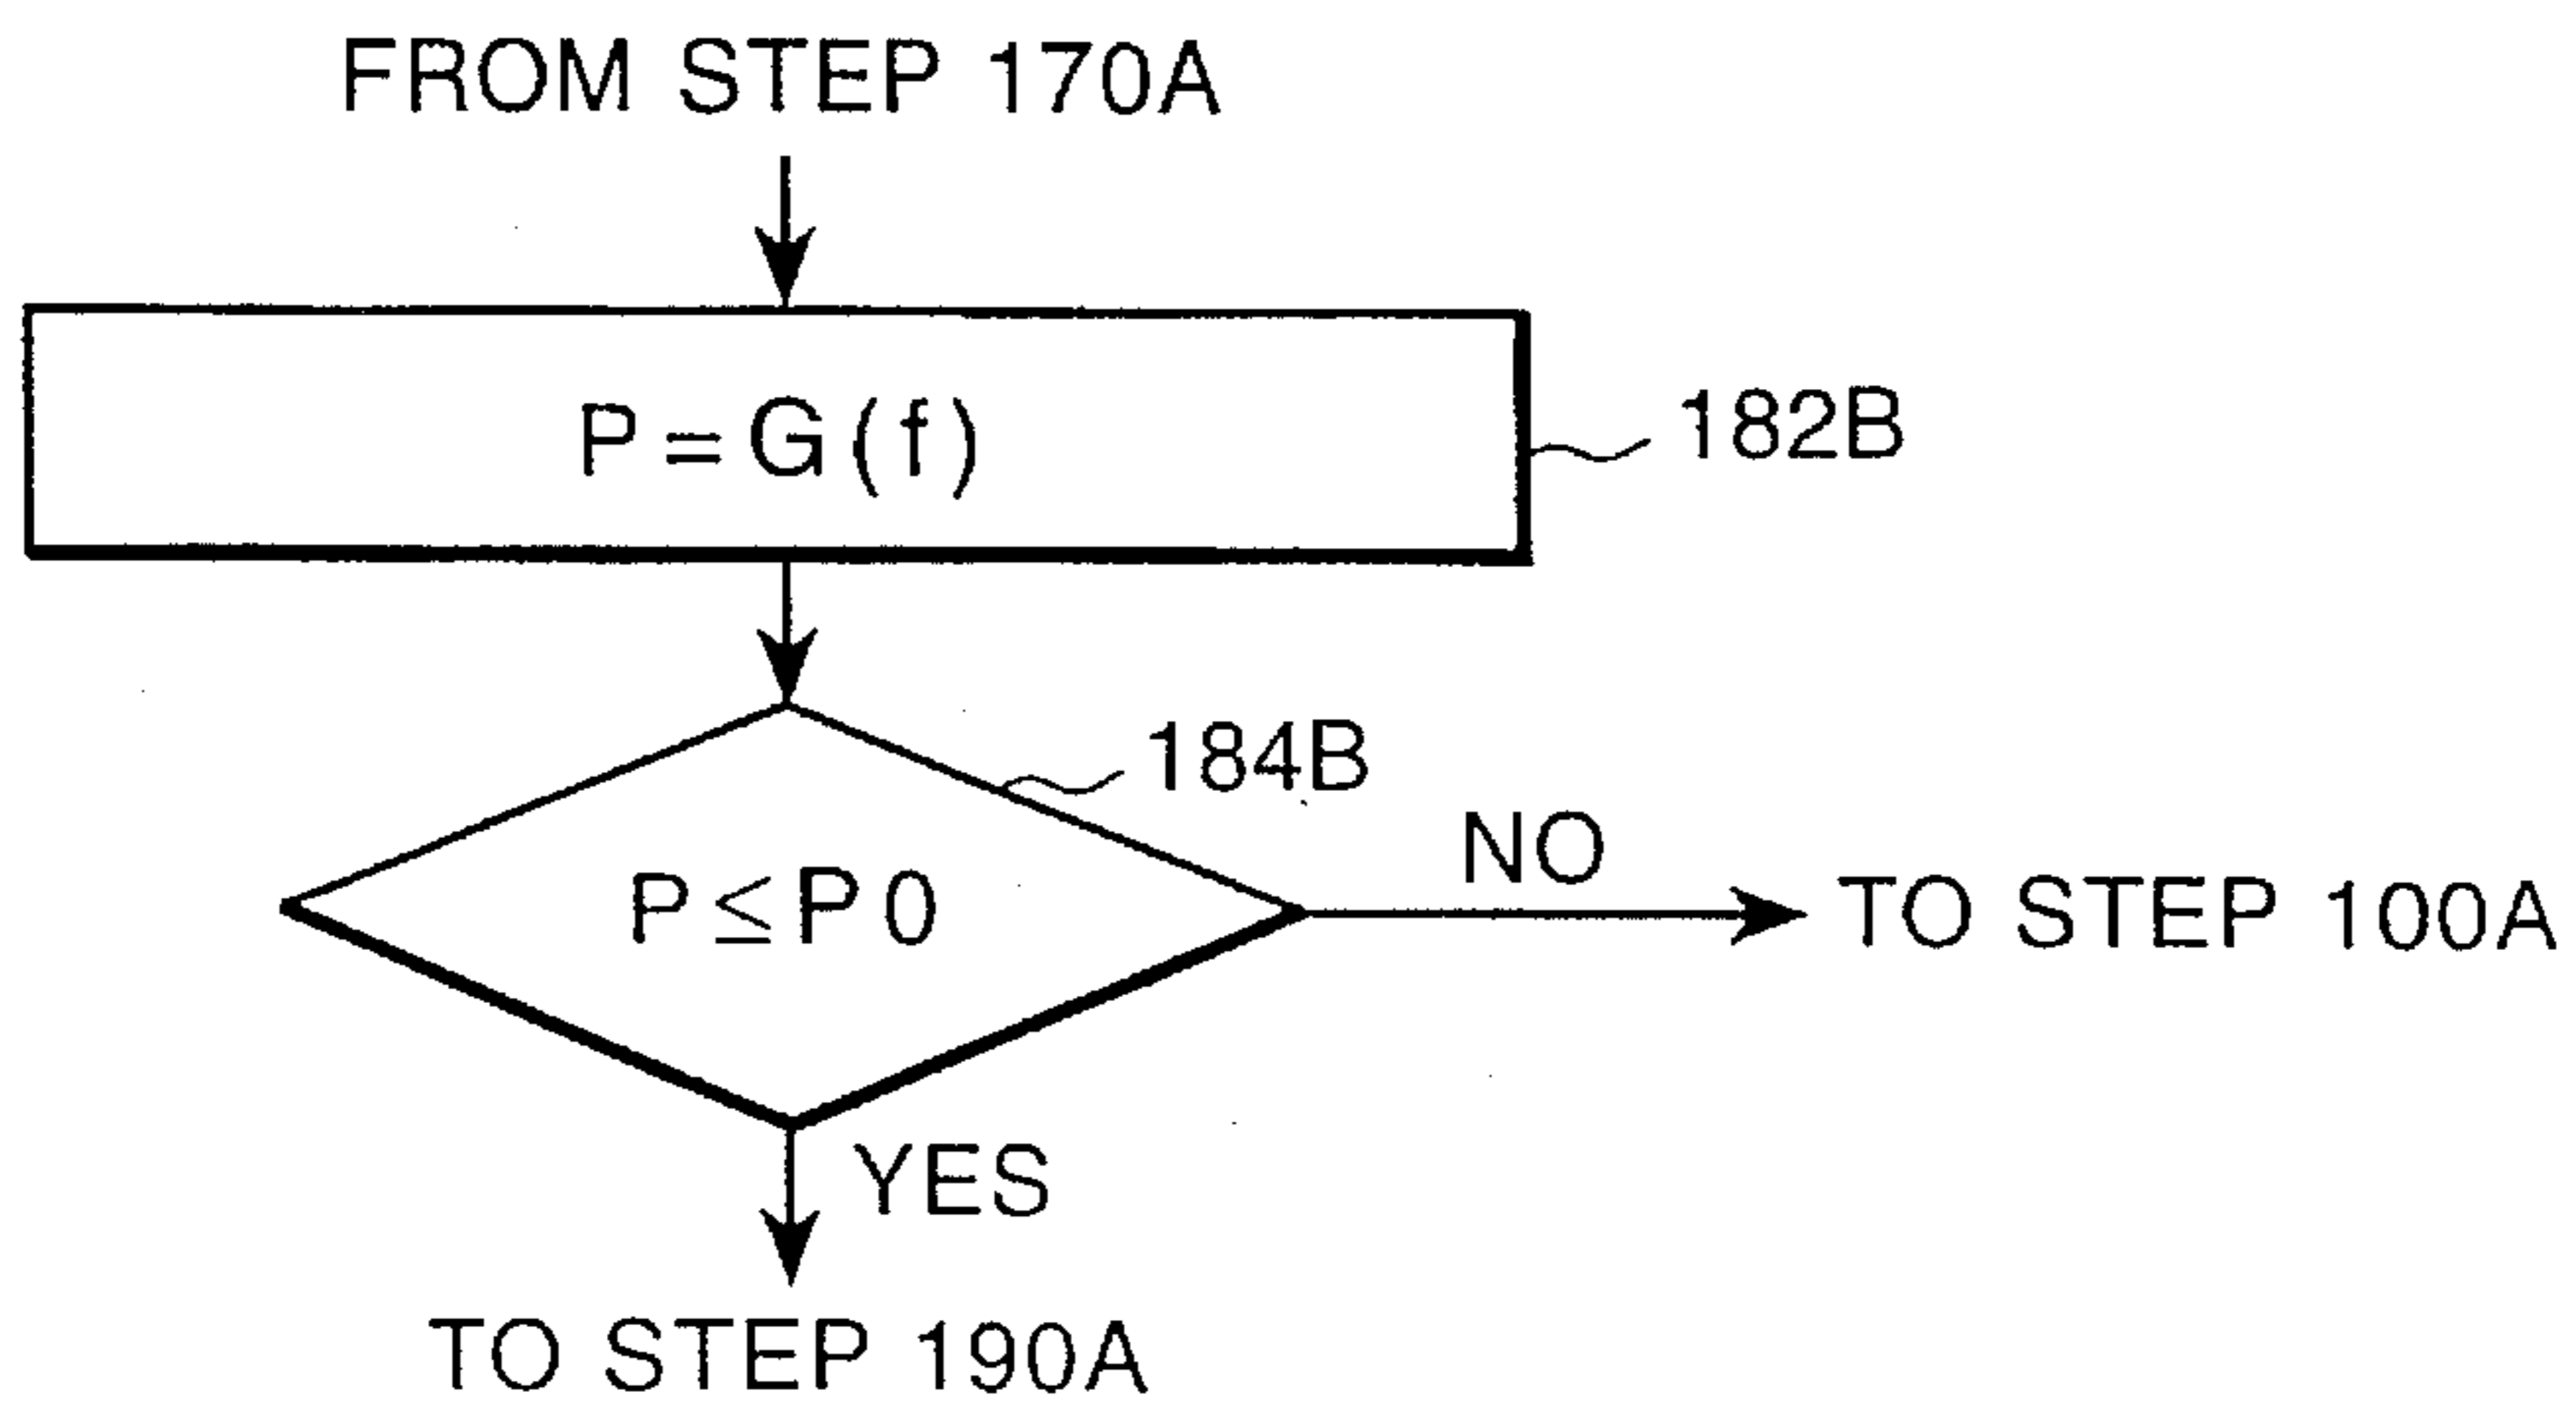 FROM STEP 170A
P = G (f)
182B
184B
P ≤ P0
NO
TO STEP 100A
YES
TO STEP 190A